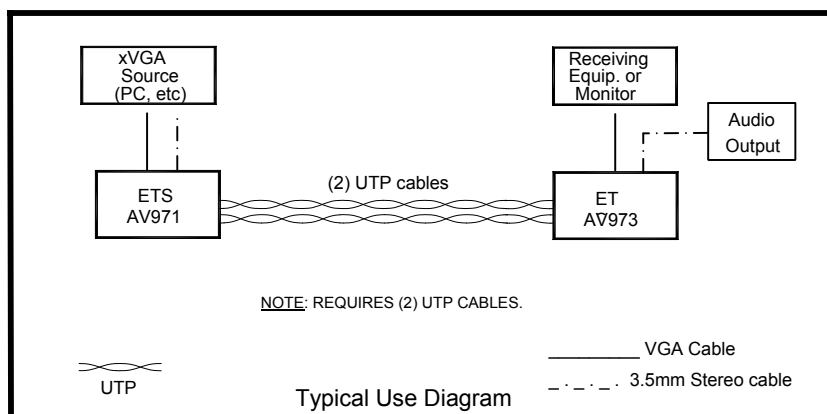 xVGA
Source
(PC, etc)
Receiving
Equip. or
Monitor
Audio
Output
ETS
AV971
(2) UTP cables
ET
AV973
NOTE: REQUIRES (2) UTP CABLES.
VGA Cable
UTP
3.5mm Stereo cable
Typical Use Diagram